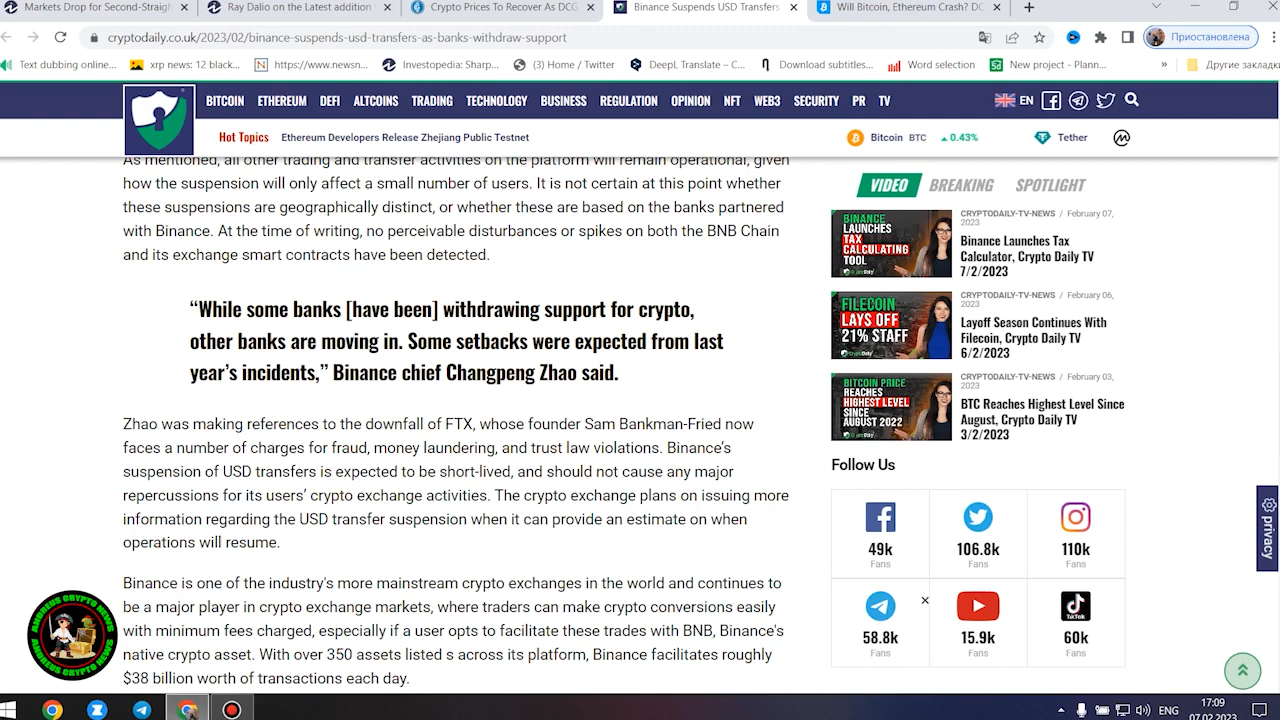 Markets Drop for Second-Straigh
Ray Dalio on the Latest addition
Crypto Prices To Recover As DCG
Binance Suspends USD Transfers
Will Bitcoin, Ethereum Crash? DC
cryptodaily.co.uk/2023/02/binance-suspends-usd-transfers-as-banks-withdraw-support
Приостановлена
Text dubbing online...
xrp news: 12 black...
https://www.newsn...
Investopedia: Sharp...
(3) Home / Twitter
DeepL Translate – C...
Download subtitles...
Word selection
New project - Plann...
Другие закладки
BITCOIN ETHEREUM DEFI ALTCOINS TRADING TECHNOLOGY BUSINESS REGULATION OPINION NFT WEB3 SECURITY PR TV
EN
Hot Topics Ethereum Developers Release Zhejiang Public Testnet
Bitcoin BTC 0.43% Tether
As mentioned, all other trading and transfer activities on the platform will remain operational, given
how the suspension will only affect a small number of users. It is not certain at this point whether
these suspensions are geographically distinct, or whether these are based on the banks partnered
with Binance. At the time of writing, no perceivable disturbances or spikes on both the BNB Chain
and its exchange smart contracts have been detected.
“While some banks [have been] withdrawing support for crypto,
other banks are moving in. Some setbacks were expected from last
year’s incidents,” Binance chief Changpeng Zhao said.
Zhao was making references to the downfall of FTX, whose founder Sam Bankman-Fried now
faces a number of charges for fraud, money laundering, and trust law violations. Binance’s
suspension of USD transfers is expected to be short-lived, and should not cause any major
repercussions for its users’ crypto exchange activities. The crypto exchange plans on issuing more
information regarding the USD transfer suspension when it can provide an estimate on when
operations will resume.
Binance is one of the industry's more mainstream crypto exchanges in the world and continues to
be a major player in crypto exchange markets, where traders can make crypto conversions easily
with minimum fees charged, especially if a user opts to facilitate these trades with BNB, Binance's
native crypto asset. With over 350 assets listed s across its platform, Binance facilitates roughly
$38 billion worth of transactions each day.
VIDEO BREAKING SPOTLIGHT
BINANCE
LAUNCHES
TAX
CALCULATING
TOOL
CRYPTODAILY-TV-NEWS / February 07,
2023
Binance Launches Tax
Calculator, Crypto Daily TV
7/2/2023
FILECOIN
LAYS OFF
21% STAFF
CRYPTODAILY-TV-NEWS / February 06,
2023
Layoff Season Continues With
Filecoin, Crypto Daily TV
6/2/2023
BITCOIN PRICE
REACHES
HIGHEST LEVEL
SINCE
AUGUST 2022
CRYPTODAILY-TV-NEWS / February 03,
2023
BTC Reaches Highest Level Since
August, Crypto Daily TV
3/2/2023
Follow Us
49k
Fans
106.8k
Fans
110k
Fans
58.8k
Fans
15.9k
Fans
TikTok
60k
Fans
privacy
ANDREUS CRYPTO NEWS
ANDREUS CRYPTO NEWS
ENG
17:09
07.02.2023